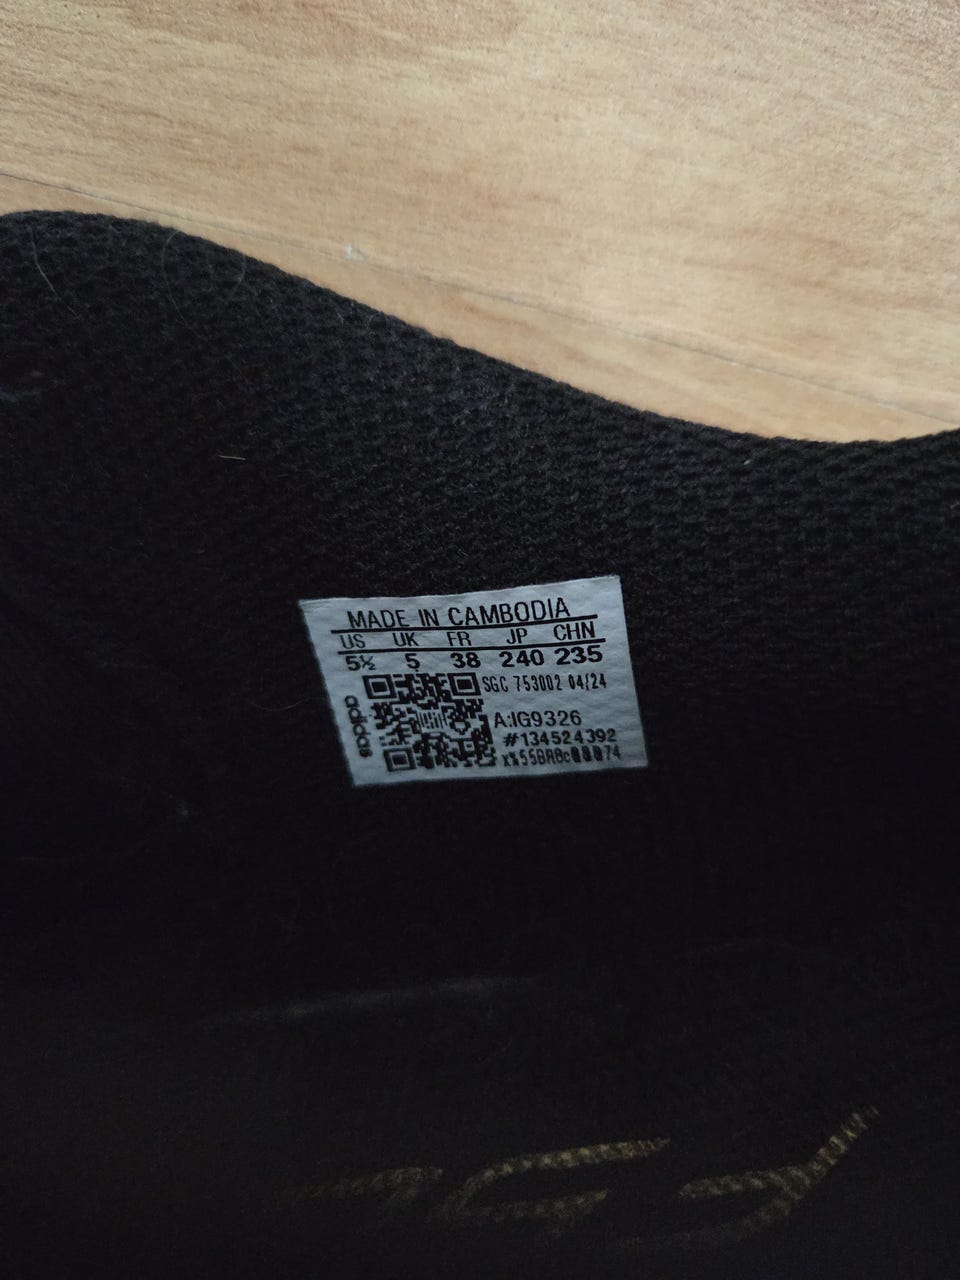 MADE IN CAMBODIA
US UK FR JP CHN
5½ 5 38 240 235
SGC 753002 04/24
adidas
A:IG9326
#134524392